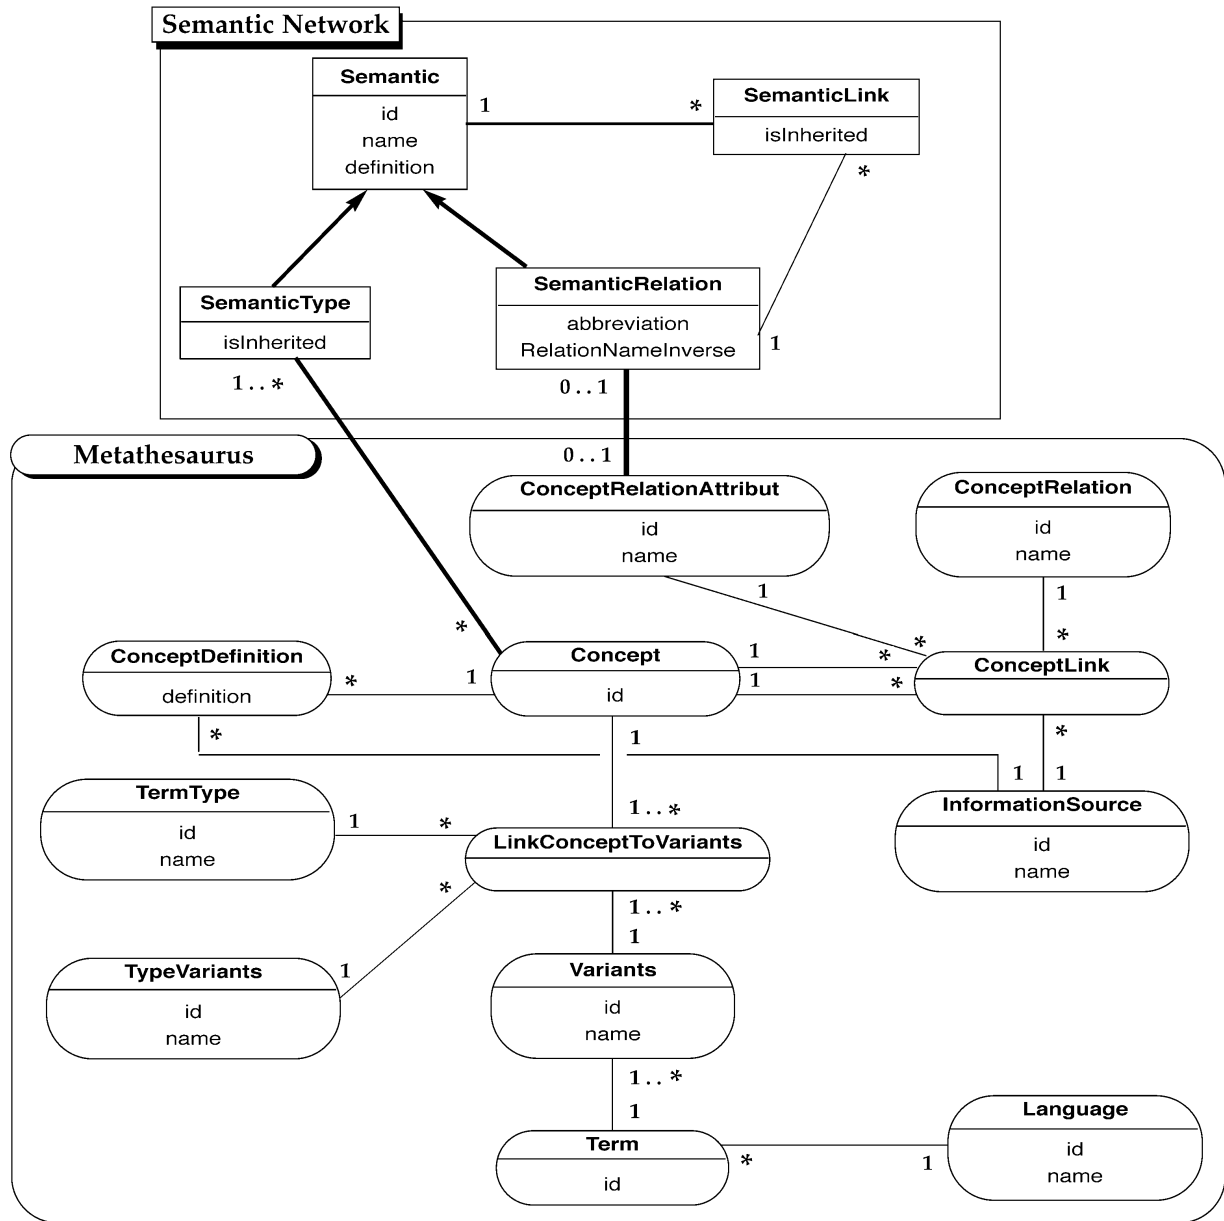 Semantic Network
Semantic
id
name
definition
1
*
SemanticLink
isInherited
*
SemanticType
isInherited
1..*
SemanticRelation
abbreviation
RelationNameInverse
1
0..1
Metathesaurus
0..1
ConceptRelationAttribut
id
name
1
ConceptRelation
id
name
1
*
*
*
ConceptDefinition
definition
*
1
Concept
id
1
*
1
*
ConceptLink
*
1
*
1
1
TermType
id
name
1
*
1..*
LinkConceptToVariants
InformationSource
id
name
*
1..*
1
TypeVariants
id
name
1
Variants
id
name
1..*
1
Term
id
*
1
Language
id
name